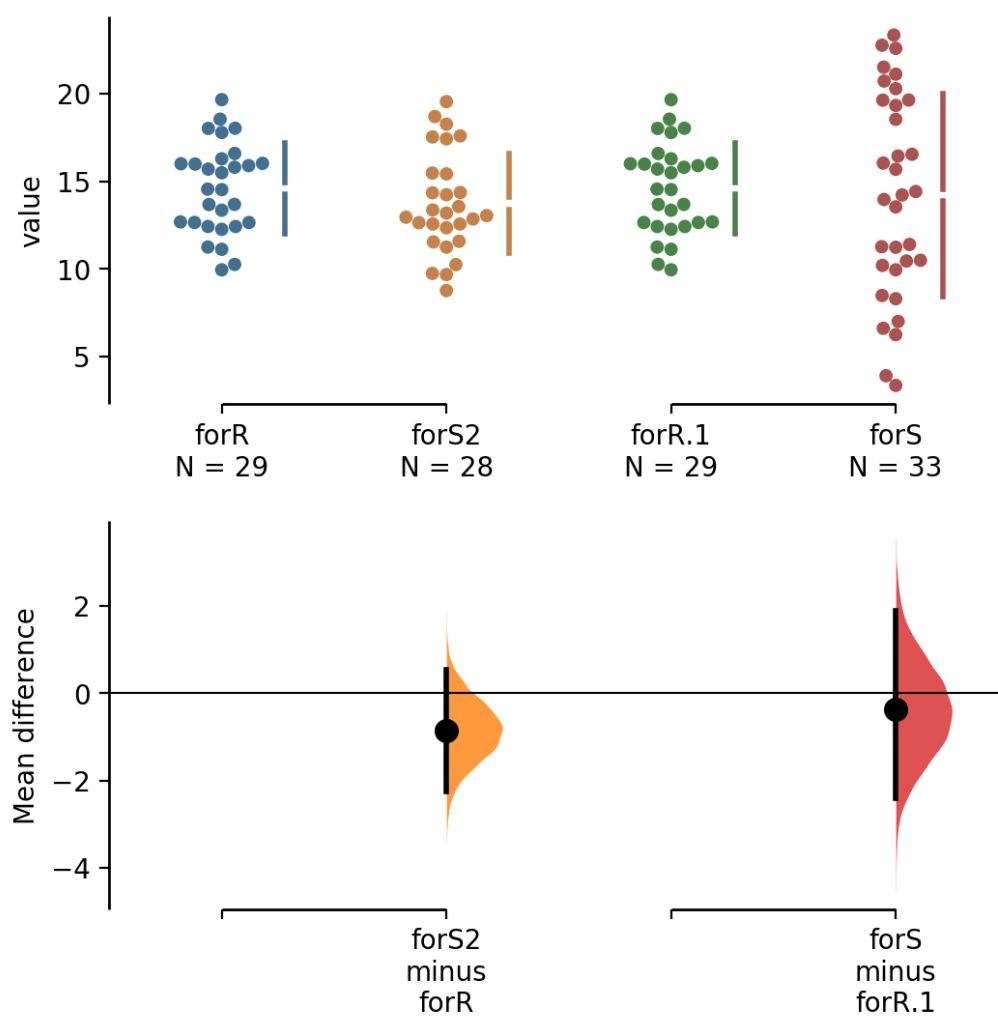 value
20
15
10
5
forR
N = 29
forS2
N = 28
forR.1
N = 29
forS
N = 33
Mean difference
2
0
−2
−4
forS2
minus
forR
forS
minus
forR.1